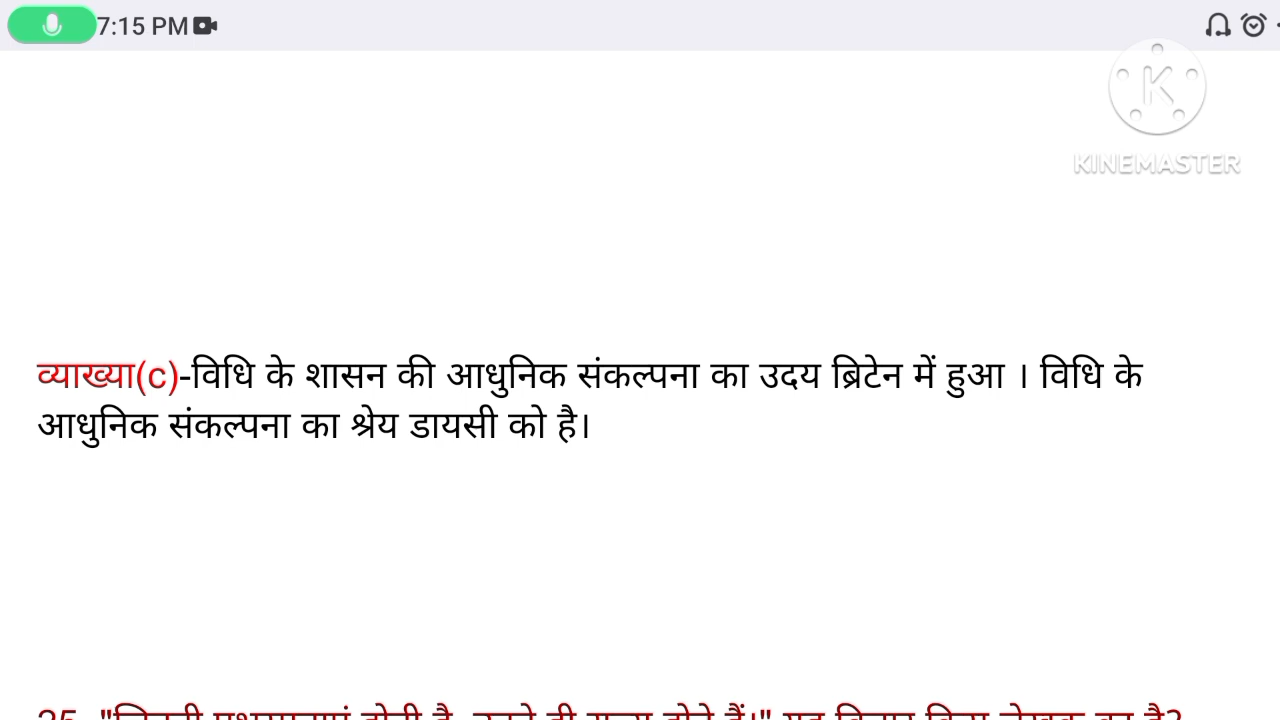 7:15 PM
K
KINEMASTER
व्याख्या(c)-विधि के शासन की आधुनिक संकल्पना का उदय ब्रिटेन में हुआ । विधि के
आधुनिक संकल्पना का श्रेय डायसी को है।